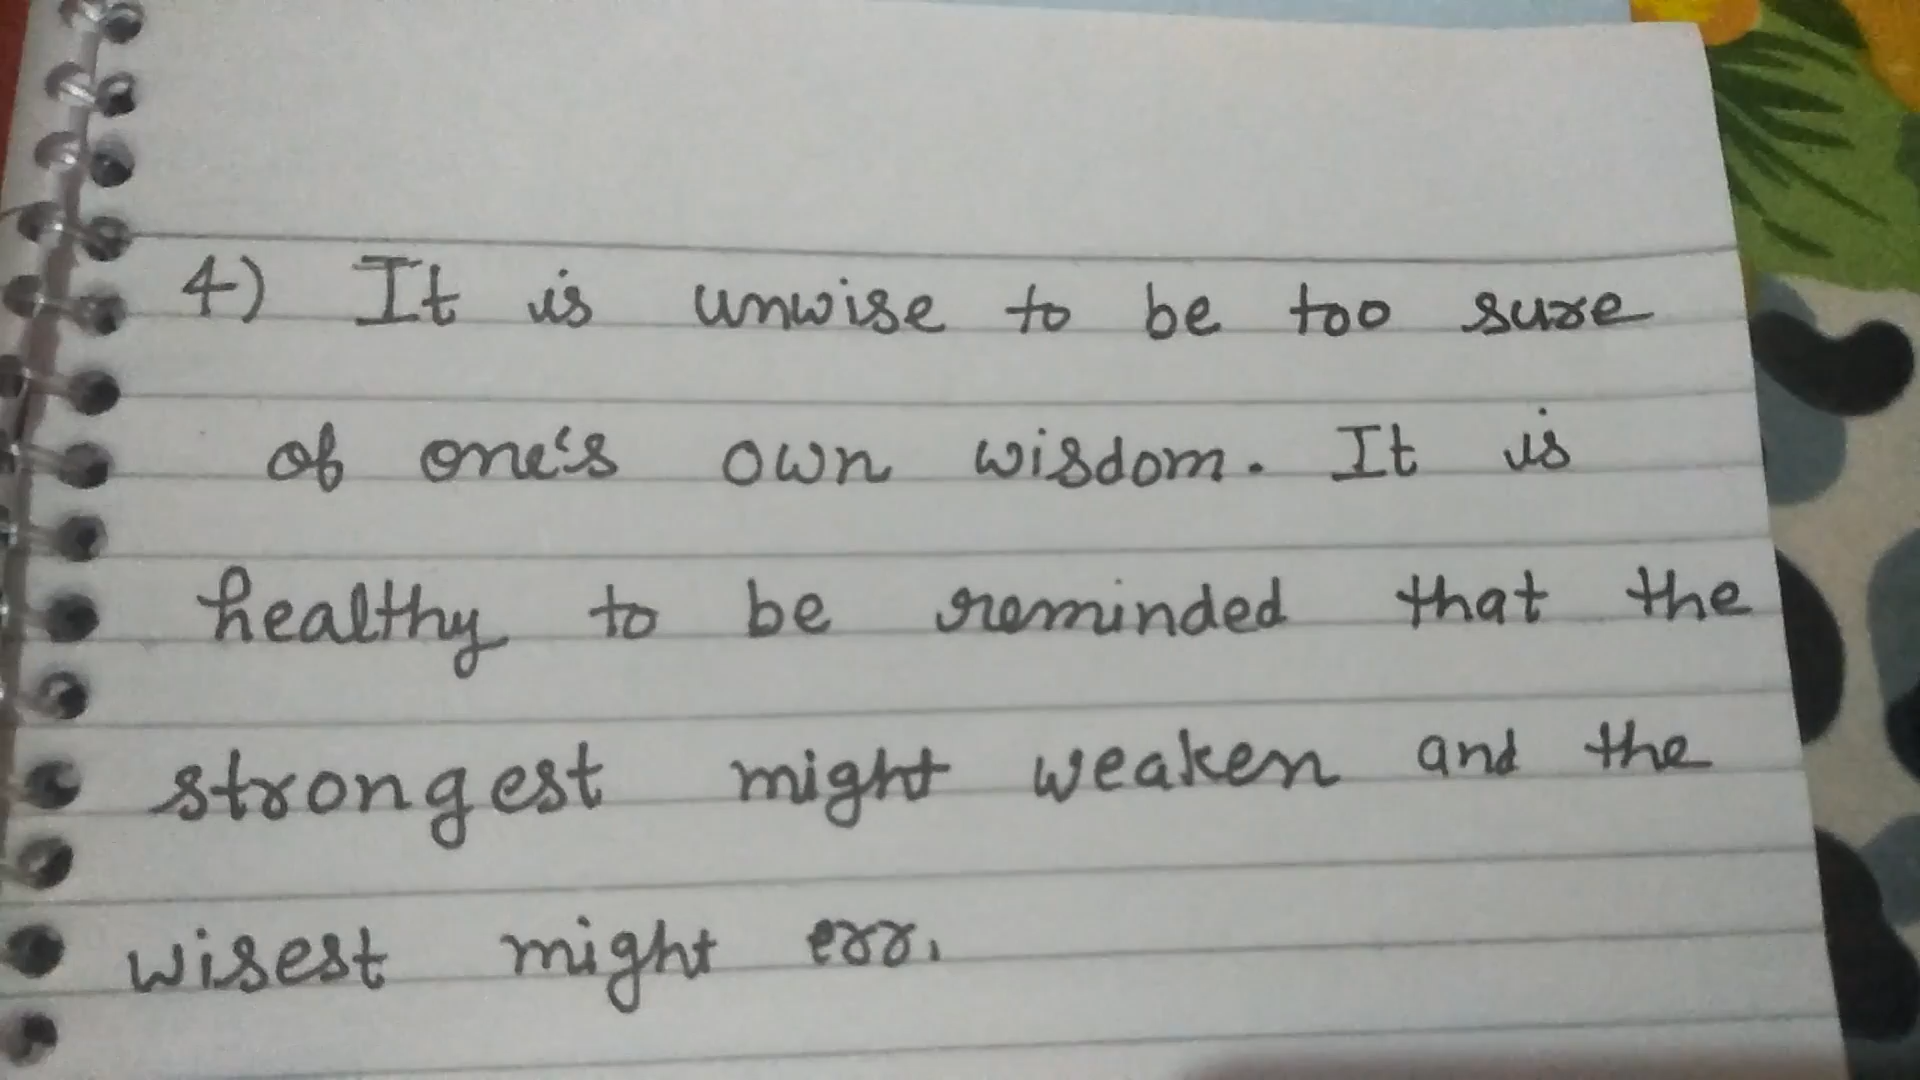 4) It is unwise to be too sure
of one's own wisdom. It is
healthy to be reminded that the
strongest might weaken and the
wisest might err.